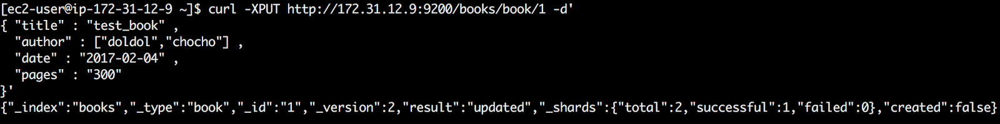 [ec2-user@ip-172-31-12-9 ~]$ curl -XPUT http://172.31.12.9:9200/books/book/1 -d'
{ "title" : "test_book" ,
  "author" : ["doldol","chocho"] ,
  "date" : "2017-02-04" ,
  "pages" : "300"
}'
{"_index":"books","_type":"book","_id":"1","_version":2,"result":"updated","_shards":{"total":2,"successful":1,"failed":0},"created":false}